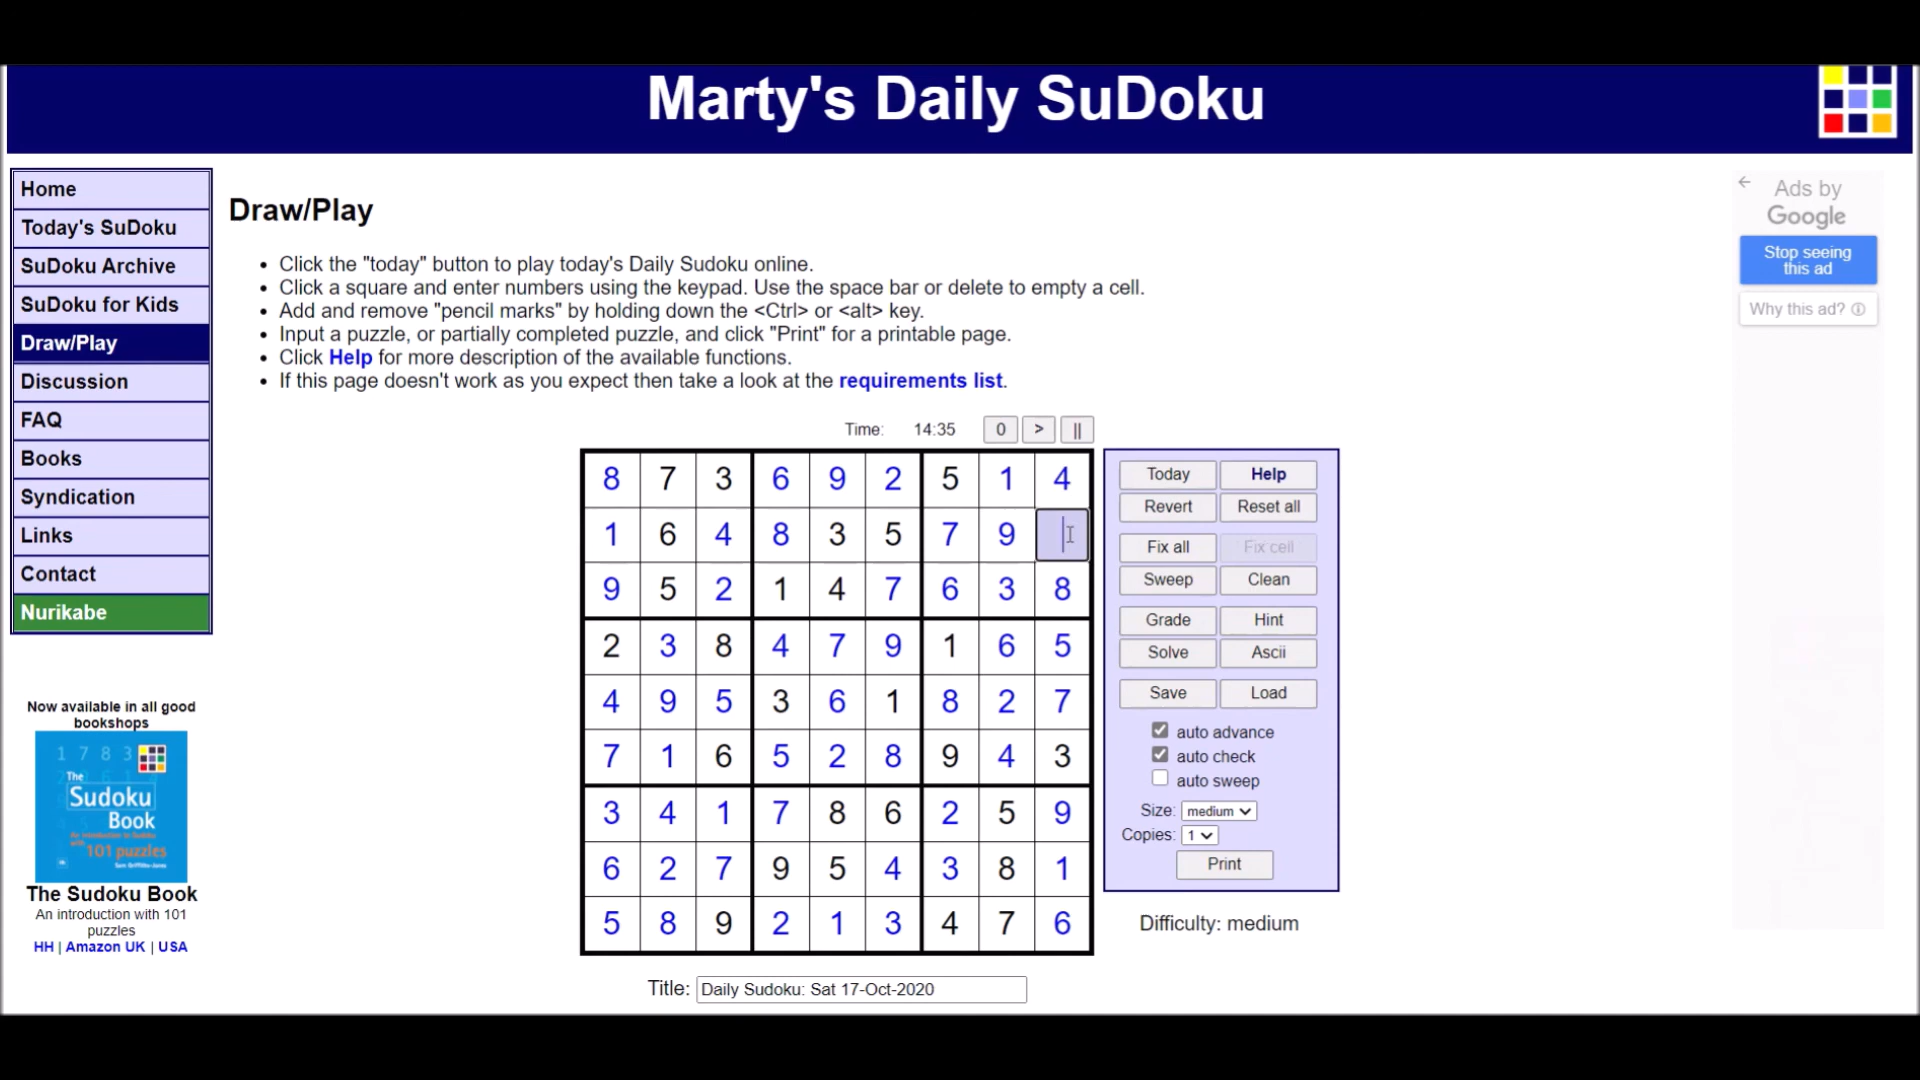 Marty's Daily SuDoku
Home
Today's SuDoku
SuDoku Archive
SuDoku for Kids
Draw/Play
Discussion
FAQ
Books
Syndication
Links
Contact
Nurikabe
Now available in all good
bookshops
The
Sudoku
Book
101 puzzles
The Sudoku Book
An introduction with 101
puzzles
HH | Amazon UK | USA
Draw/Play
• Click the "today" button to play today's Daily Sudoku online.
• Click a square and enter numbers using the keypad. Use the space bar or delete to empty a cell.
• Add and remove "pencil marks" by holding down the <Ctrl> or <alt> key.
• Input a puzzle, or partially completed puzzle, and click "Print" for a printable page.
• Click Help for more description of the available functions.
• If this page doesn't work as you expect then take a look at the requirements list.
Time: 14:35 0 > ||
8 7 3 6 9 2 5 1 4
1 6 4 8 3 5 7 9
9 5 2 1 4 7 6 3 8
2 3 8 4 7 9 1 6 5
4 9 5 3 6 1 8 2 7
7 1 6 5 2 8 9 4 3
3 4 1 7 8 6 2 5 9
6 2 7 9 5 4 3 8 1
5 8 9 2 1 3 4 7 6
Title: Daily Sudoku: Sat 17-Oct-2020
Today Help
Revert Reset all
Fix all Fix cell
Sweep Clean
Grade Hint
Solve Ascii
Save Load
auto advance
auto check
auto sweep
Size: medium
Copies: 1
Print
Difficulty: medium
Ads by
Google
Stop seeing
this ad
Why this ad?